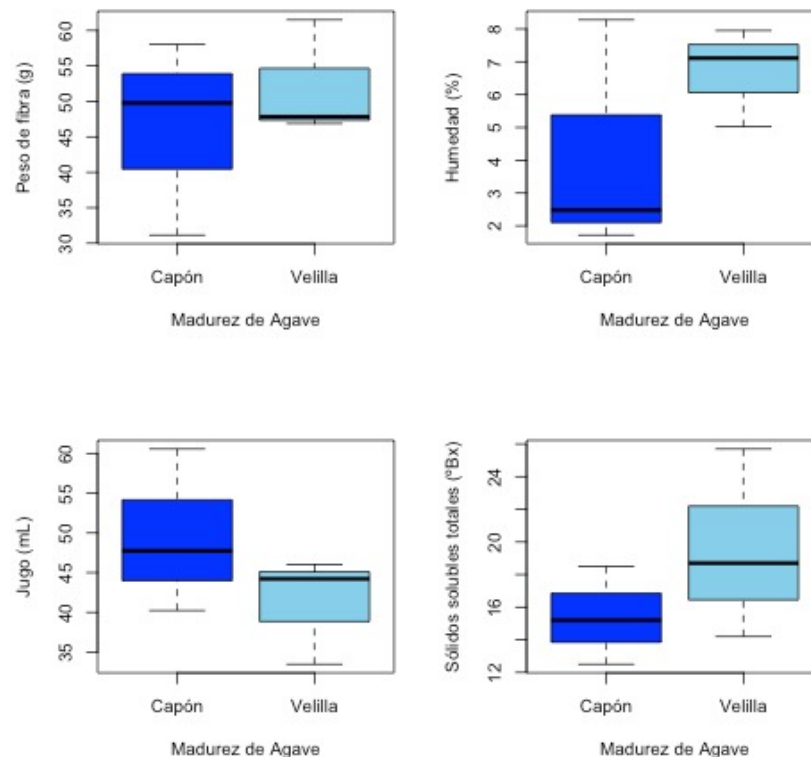 Peso de fibra (g)
60
55
50
45
40
35
30
Capón Velilla
Madurez de Agave
Humedad (%)
8
7
6
5
4
3
2
Capón Velilla
Madurez de Agave
Jugo (mL)
60
55
50
45
40
35
Capón Velilla
Madurez de Agave
Sólidos solubles totales (ºBx)
24
20
16
12
Capón Velilla
Madurez de Agave